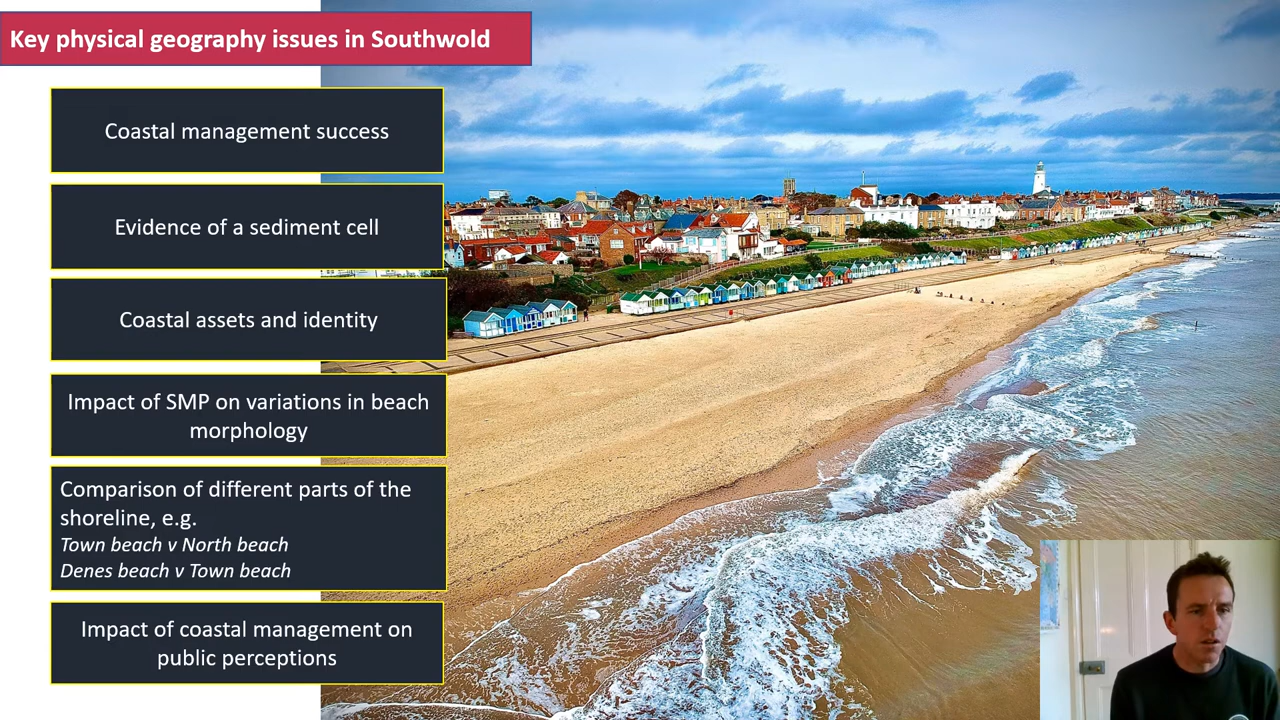 Key physical geography issues in Southwold
Coastal management success
Evidence of a sediment cell
Coastal assets and identity
Impact of SMP on variations in beach
morphology
Comparison of different parts of the
shoreline, e.g.
Town beach v North beach
Denes beach v Town beach
Impact of coastal management on
public perceptions